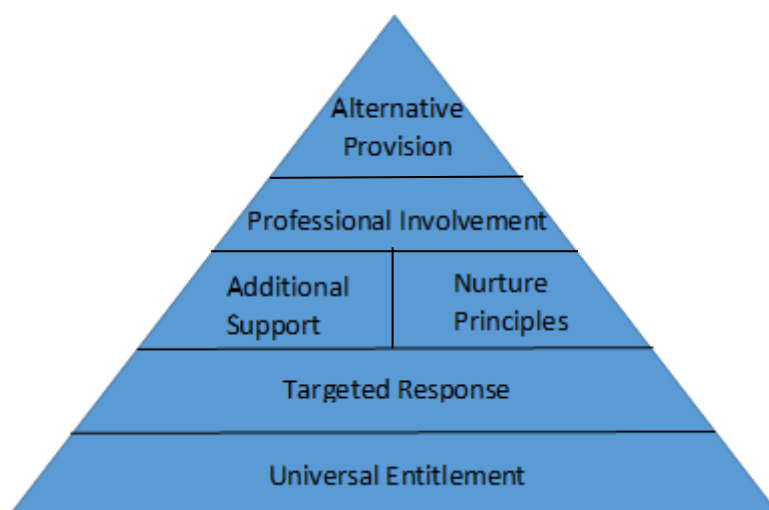 Alternative
Provision
Professional Involvement
Additional
Support
Nurture
Principles
Targeted Response
Universal Entitlement